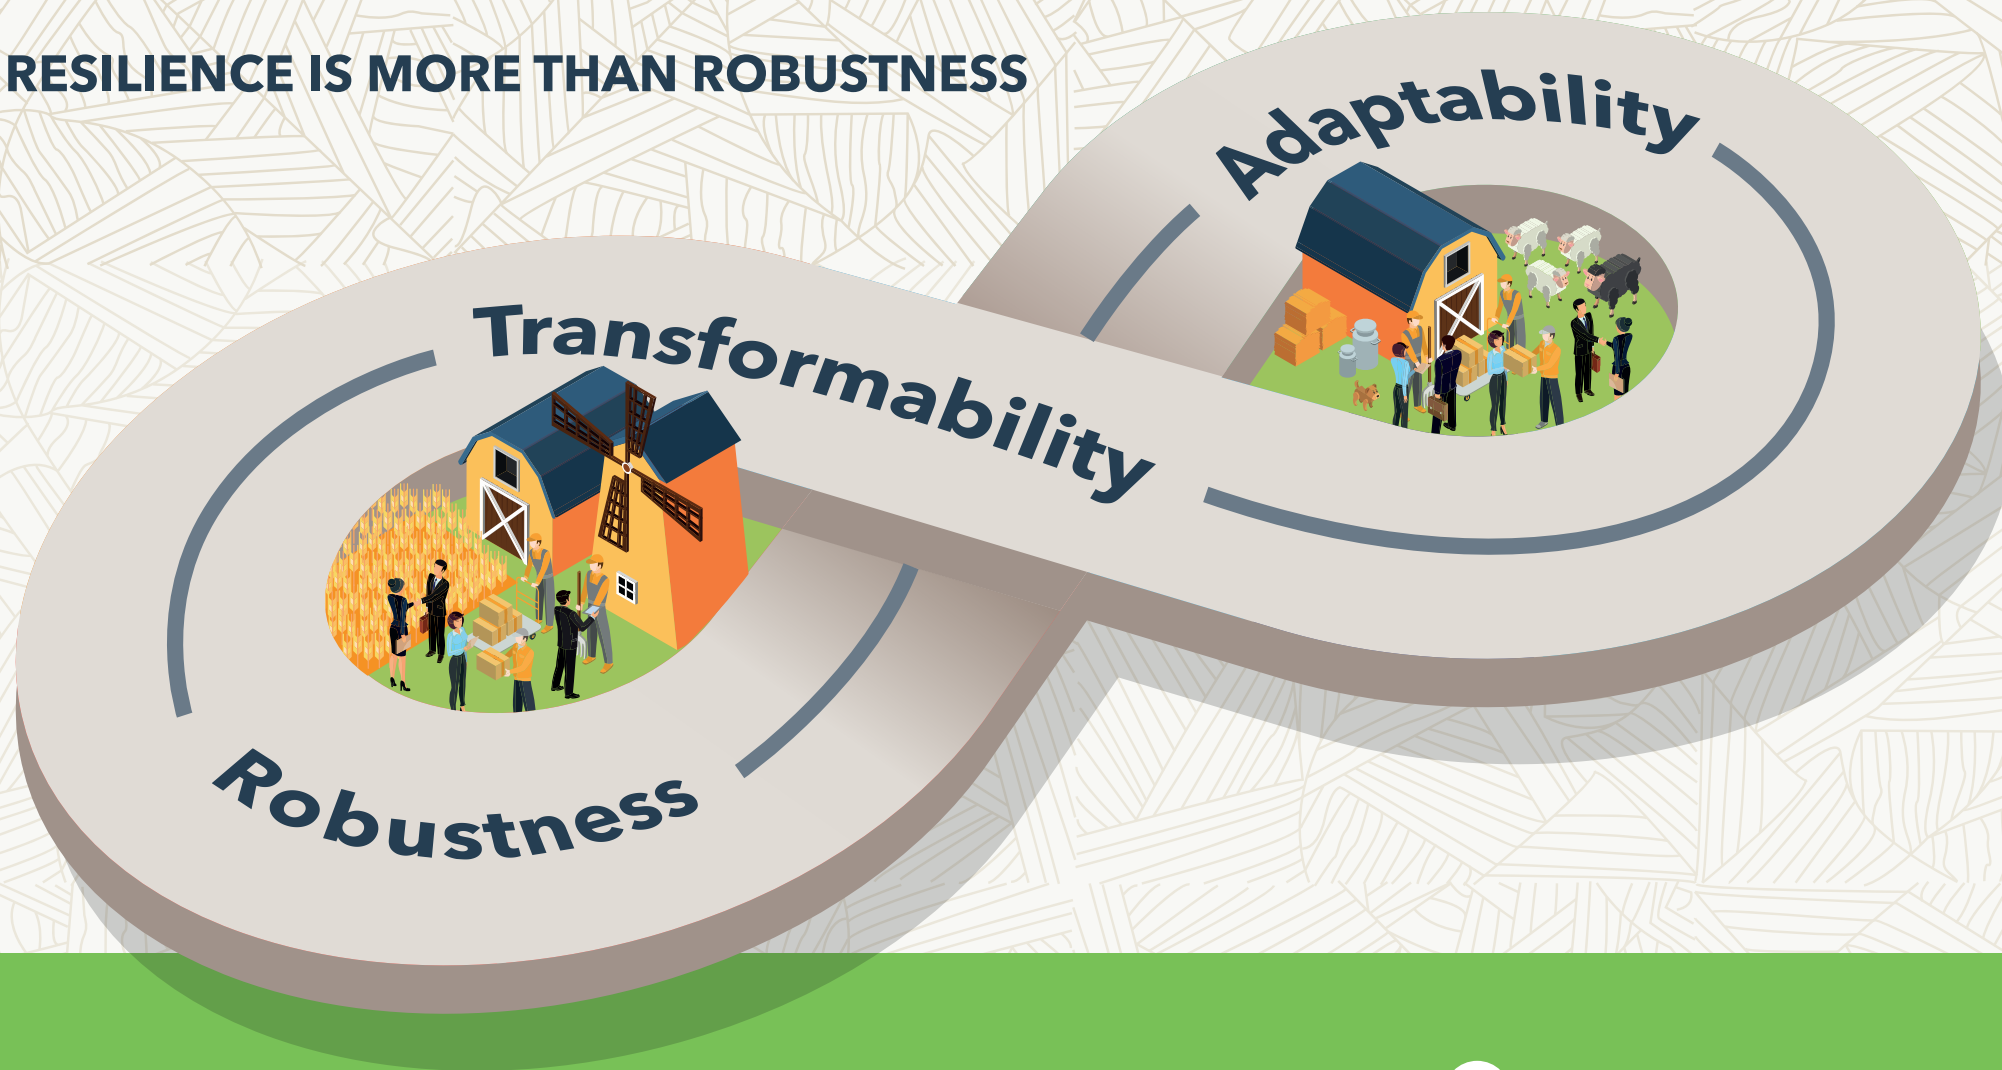 RESILIENCE IS MORE THAN ROBUSTNESS
Adaptability
Transformability
Robustness